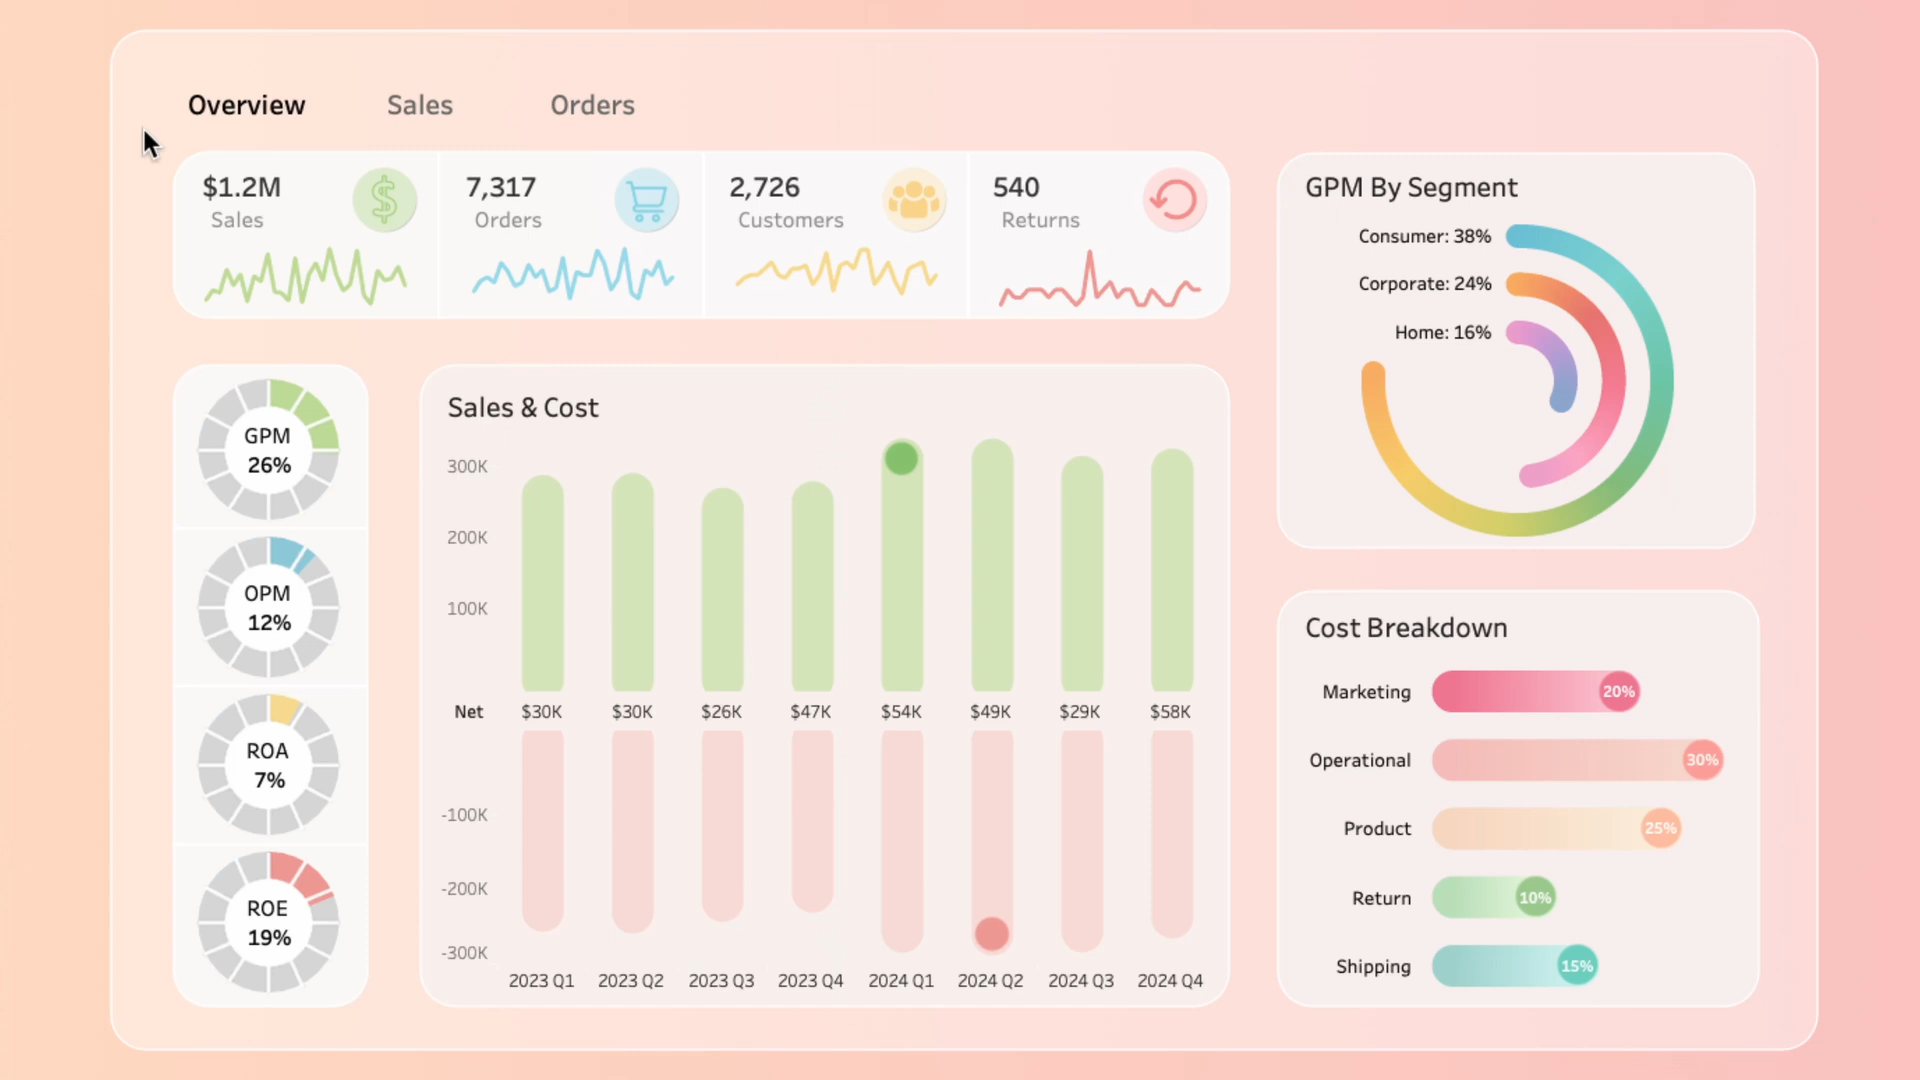 Overview Sales Orders
$1.2M
Sales
7,317
Orders
2,726
Customers
540
Returns
GPM
26%
OPM
12%
ROA
7%
ROE
19%
Sales & Cost
300K
200K
100K
Net $30K $30K $26K $47K $54K $49K $29K $58K
-100K
-200K
-300K
2023 Q1 2023 Q2 2023 Q3 2023 Q4 2024 Q1 2024 Q2 2024 Q3 2024 Q4
GPM By Segment
Consumer: 38%
Corporate: 24%
Home: 16%
Cost Breakdown
Marketing 20%
Operational 30%
Product 25%
Return 10%
Shipping 15%